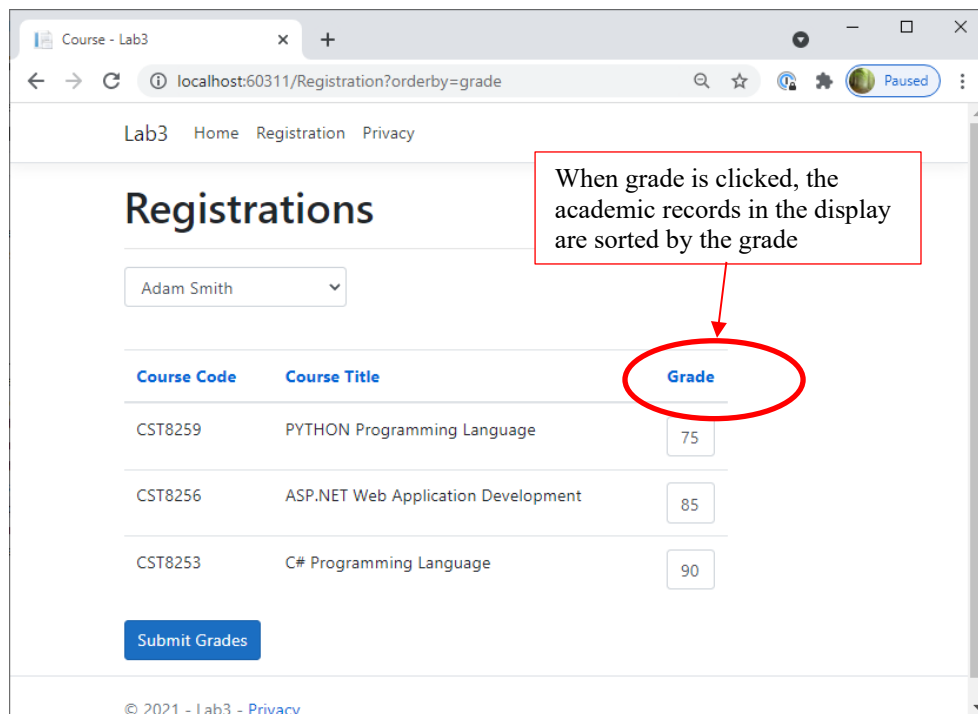 Course - Lab3
localhost:60311/Registration?orderby=grade
Paused
Lab3 Home Registration Privacy
When grade is clicked, the
academic records in the display
are sorted by the grade
Registrations
Adam Smith
Course Code Course Title Grade
CST8259 PYTHON Programming Language 75
CST8256 ASP.NET Web Application Development 85
CST8253 C# Programming Language 90
Submit Grades
© 2021 - Lab3 - Privacy